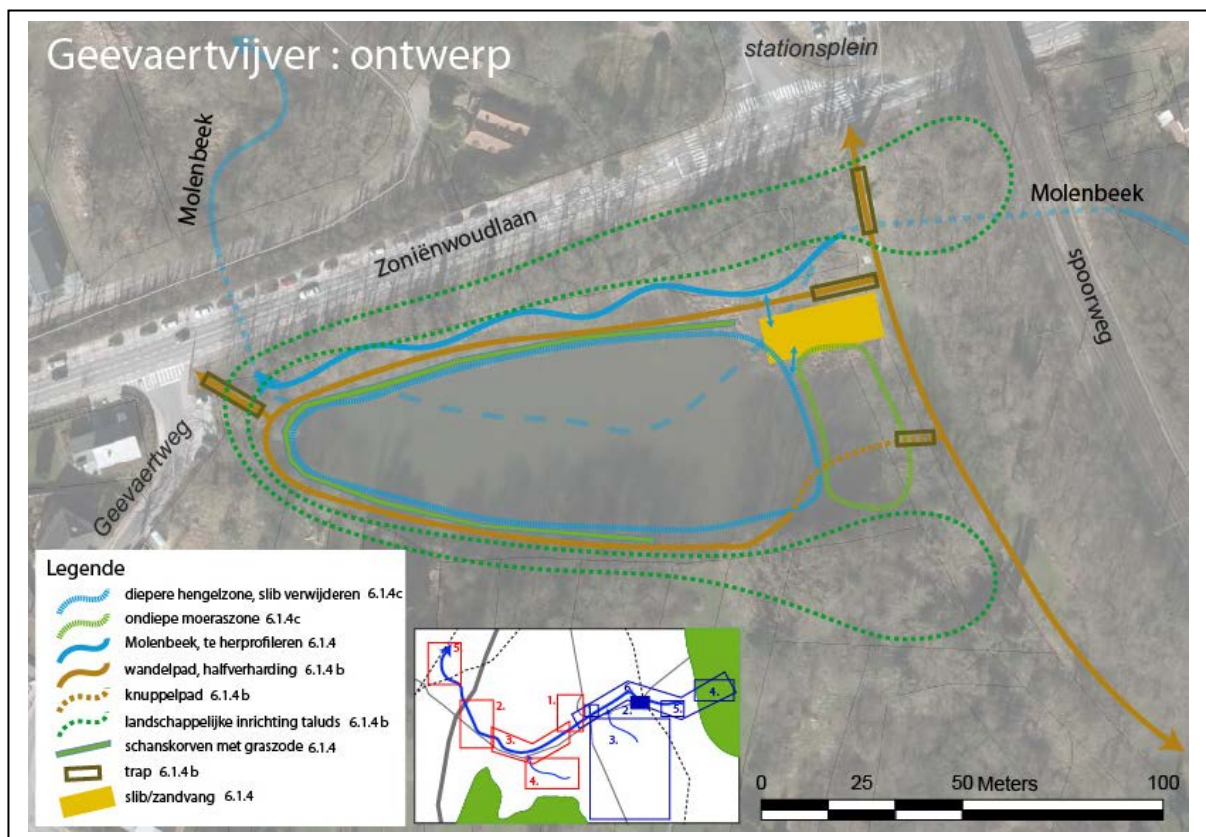 Geevaertvijver : ontwerp
stationsplein
Molenbeek
Zoniënwoudlaan
Molenbeek
spoorweg
Geevaertweg
Legende
diepere hengelzone, slib verwijderen 6.1.4c
ondiepe moeraszone 6.1.4c
Molenbeek, te herprofileren 6.1.4
wandelpad, halfverharding 6.1.4 b
knuppelpad 6.1.4 b
landschappelijke inrichting taluds 6.1.4b
schanskorven met graszode 6.1.4
trap 6.1.4 b
slib/zandvang 6.1.4
5
2.
3.
4.
1.
2.
3.
5.
4.
0 50 Meters 100